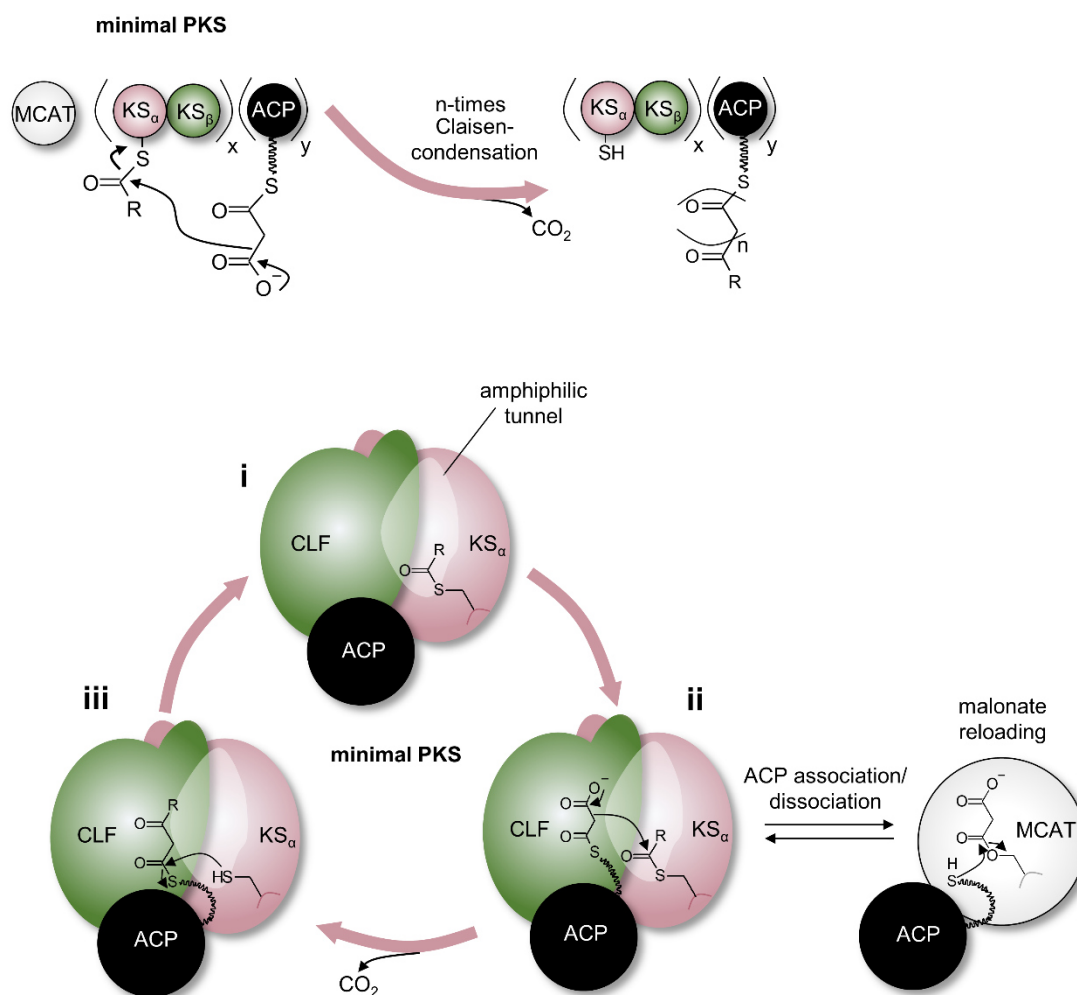 minimal PKS
MCAT
KSα KSβ x
ACP y
S
O
R
S
O
O
O−
n-times
Claisen-
condensation
CO2
KSα KSβ x
ACP y
SH
S
O
n
O
R
amphiphilic
tunnel
i
CLF
KSα
R
O
S
ACP
iii
ii
minimal PKS
malonate
reloading
CLF
KSα
R
O
O
S
HS
ACP
CLF
KSα
O−
O
O
S
R
O
S
ACP
ACP association/
dissociation
MCAT
O−
O
O
O
H
S
ACP
CO2